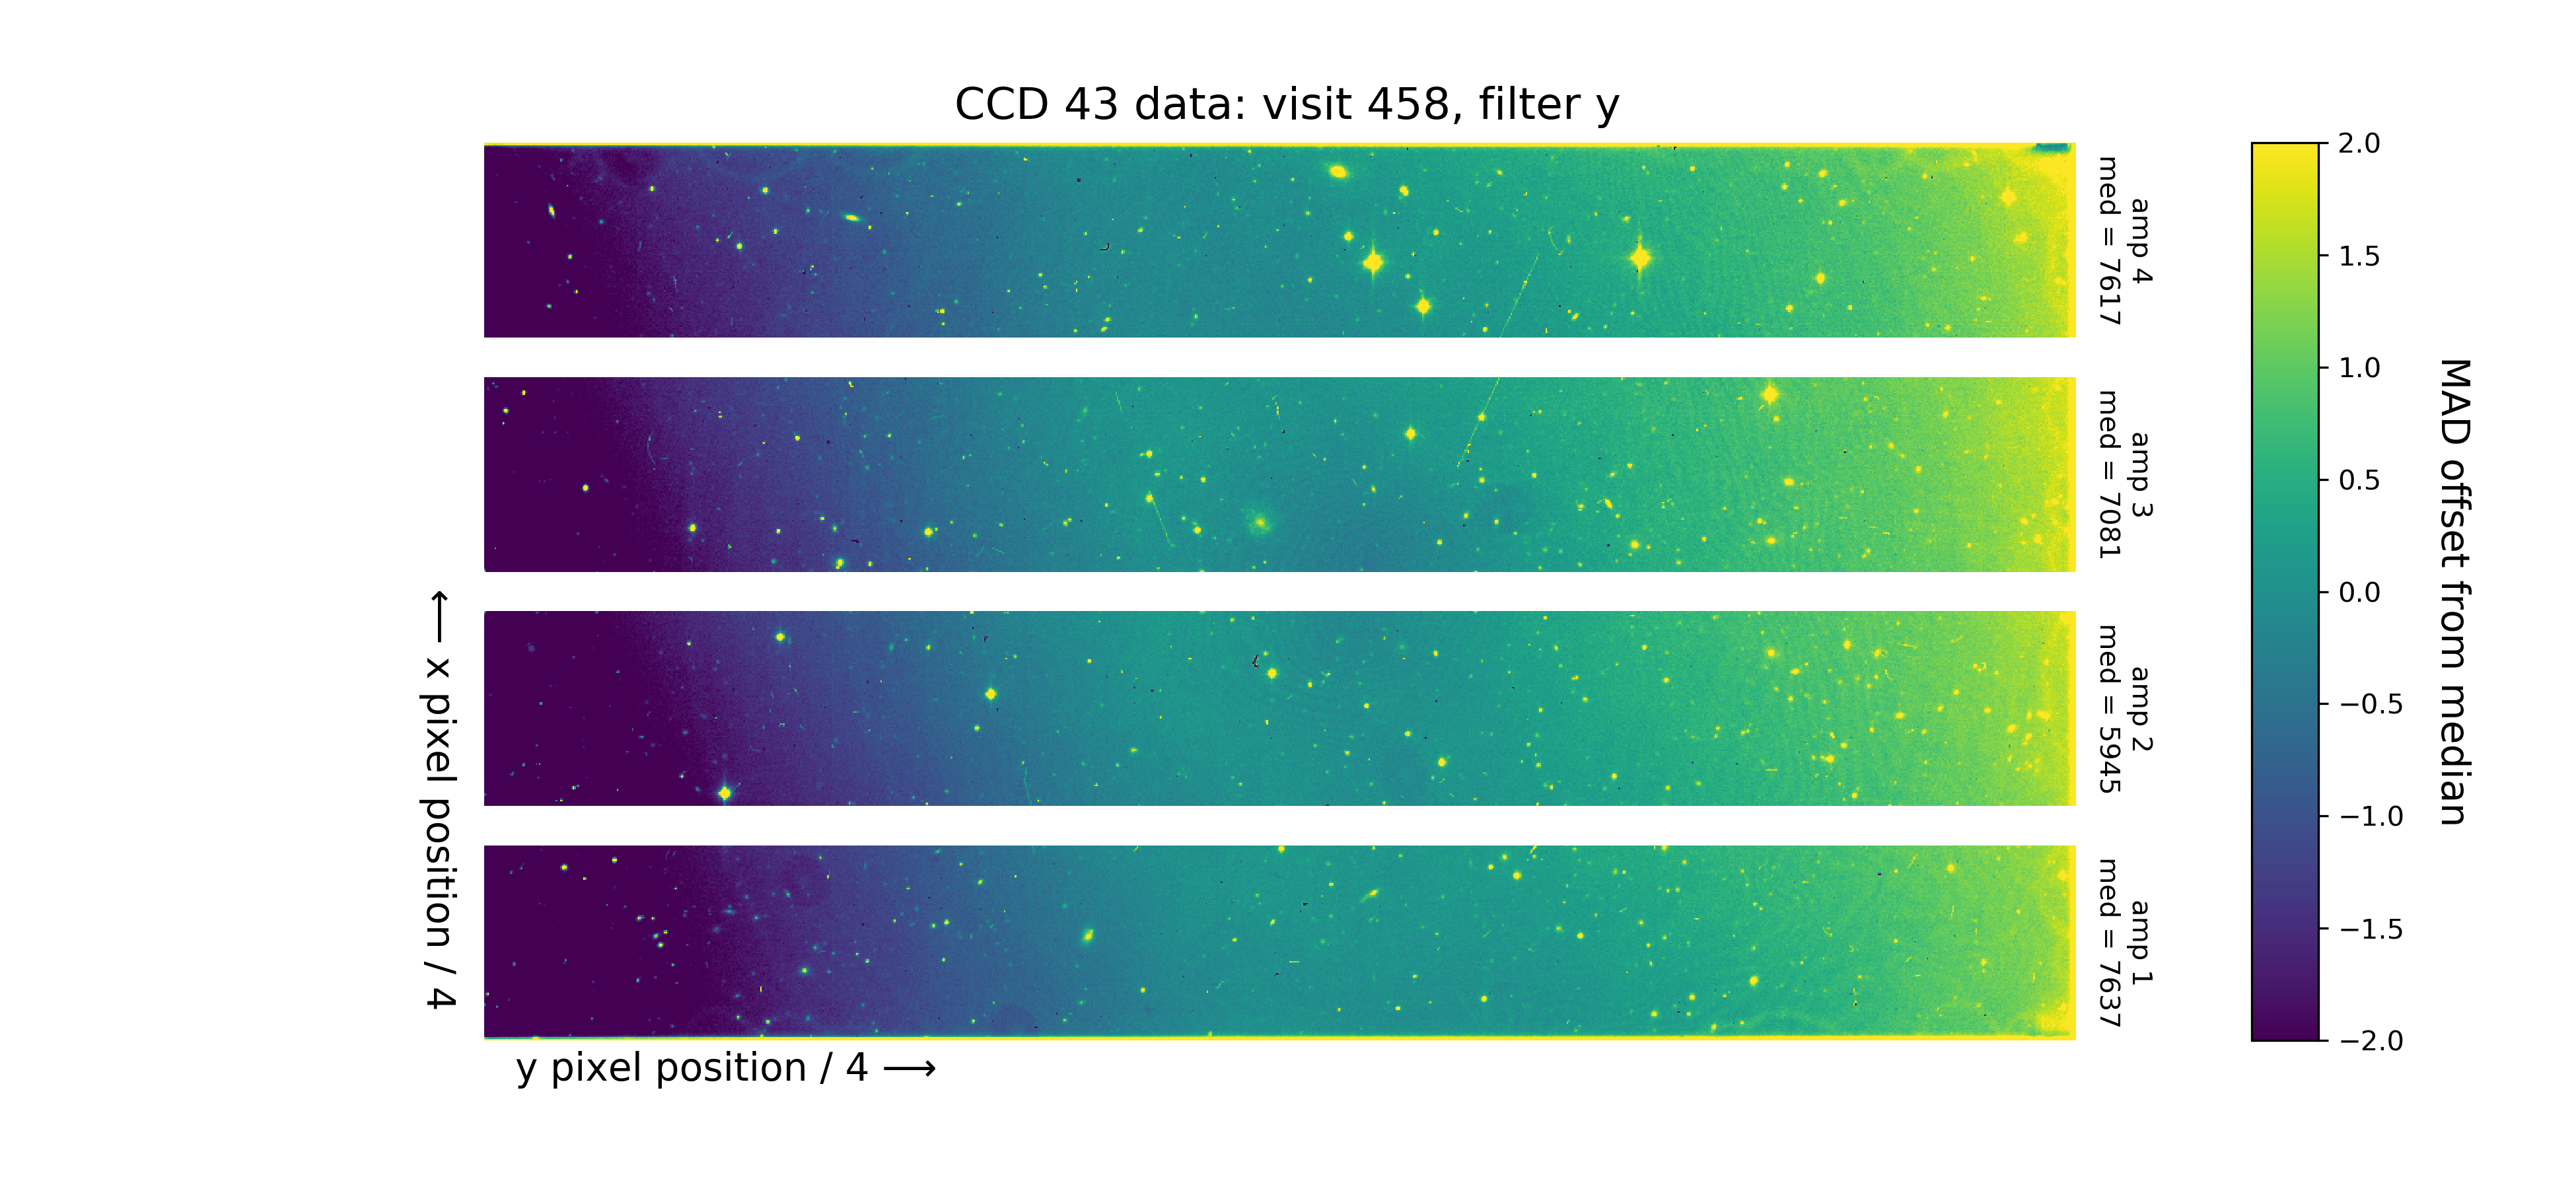 CCD 43 data: visit 458, filter y
amp 4
med = 7617
amp 3
med = 7081
amp 2
med = 5945
amp 1
med = 7637
⟵ x pixel position / 4
y pixel position / 4 ⟶
2.0
1.5
1.0
0.5
0.0
−0.5
−1.0
−1.5
−2.0
MAD offset from median